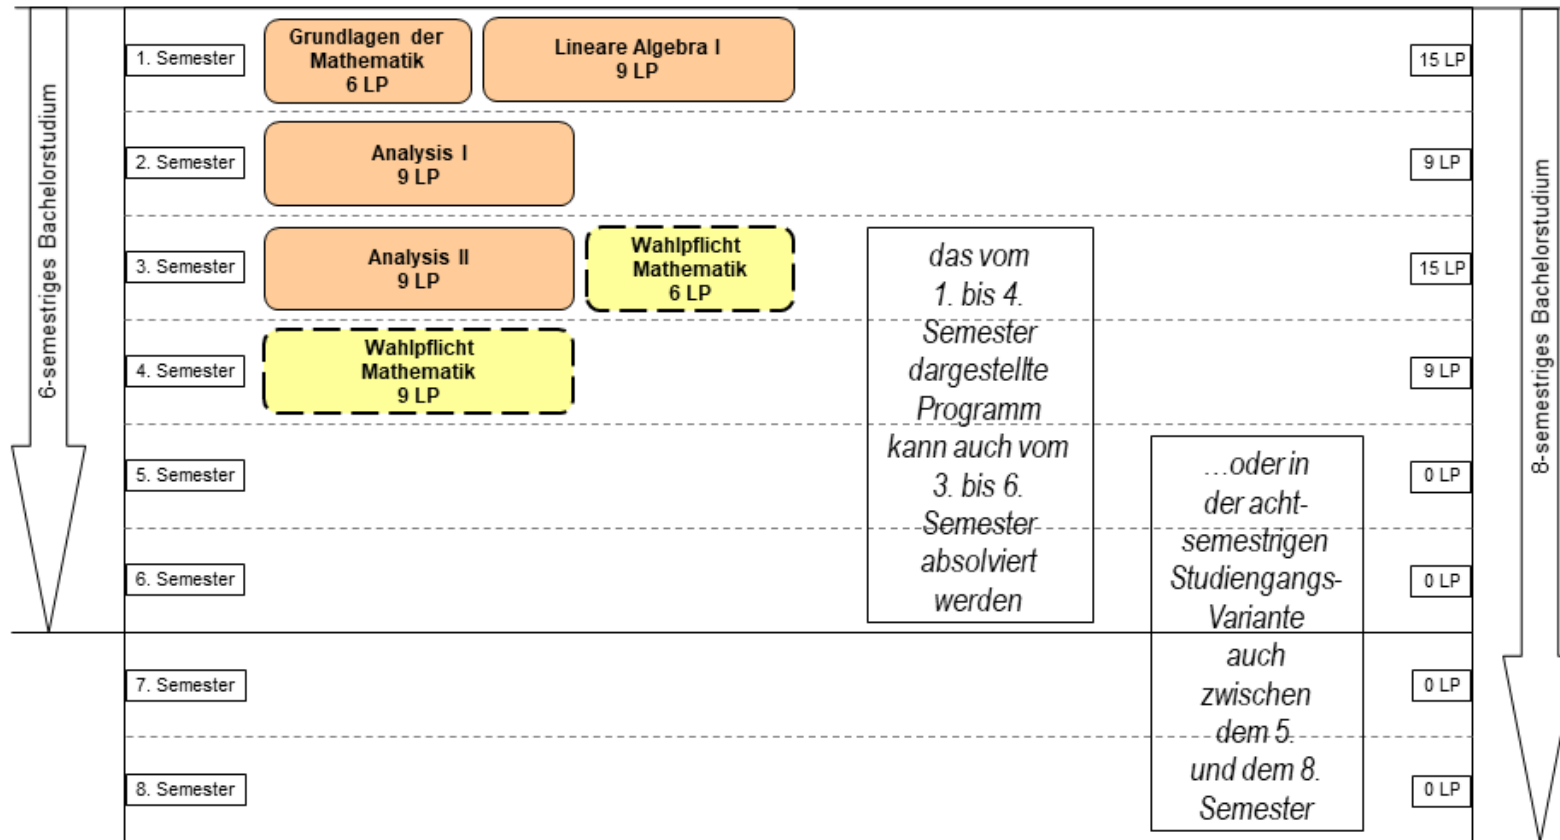 6-semestriges Bachelorstudium
1. Semester
Grundlagen der
Mathematik
6 LP
Lineare Algebra I
9 LP
15 LP
2. Semester
Analysis I
9 LP
9 LP
3. Semester
Analysis II
9 LP
Wahlpflicht
Mathematik
6 LP
15 LP
4. Semester
Wahlpflicht
Mathematik
9 LP
9 LP
5. Semester
0 LP
6. Semester
0 LP
7. Semester
0 LP
8. Semester
0 LP
das vom
1. bis 4.
Semester
dargestellte
Programm
kann auch vom
3. bis 6.
Semester
absolviert
werden
...oder in
der acht-
semestrigen
Studiengangs-
Variante
auch
zwischen
dem 5.
und dem 8.
Semester
8-semestriges Bachelorstudium